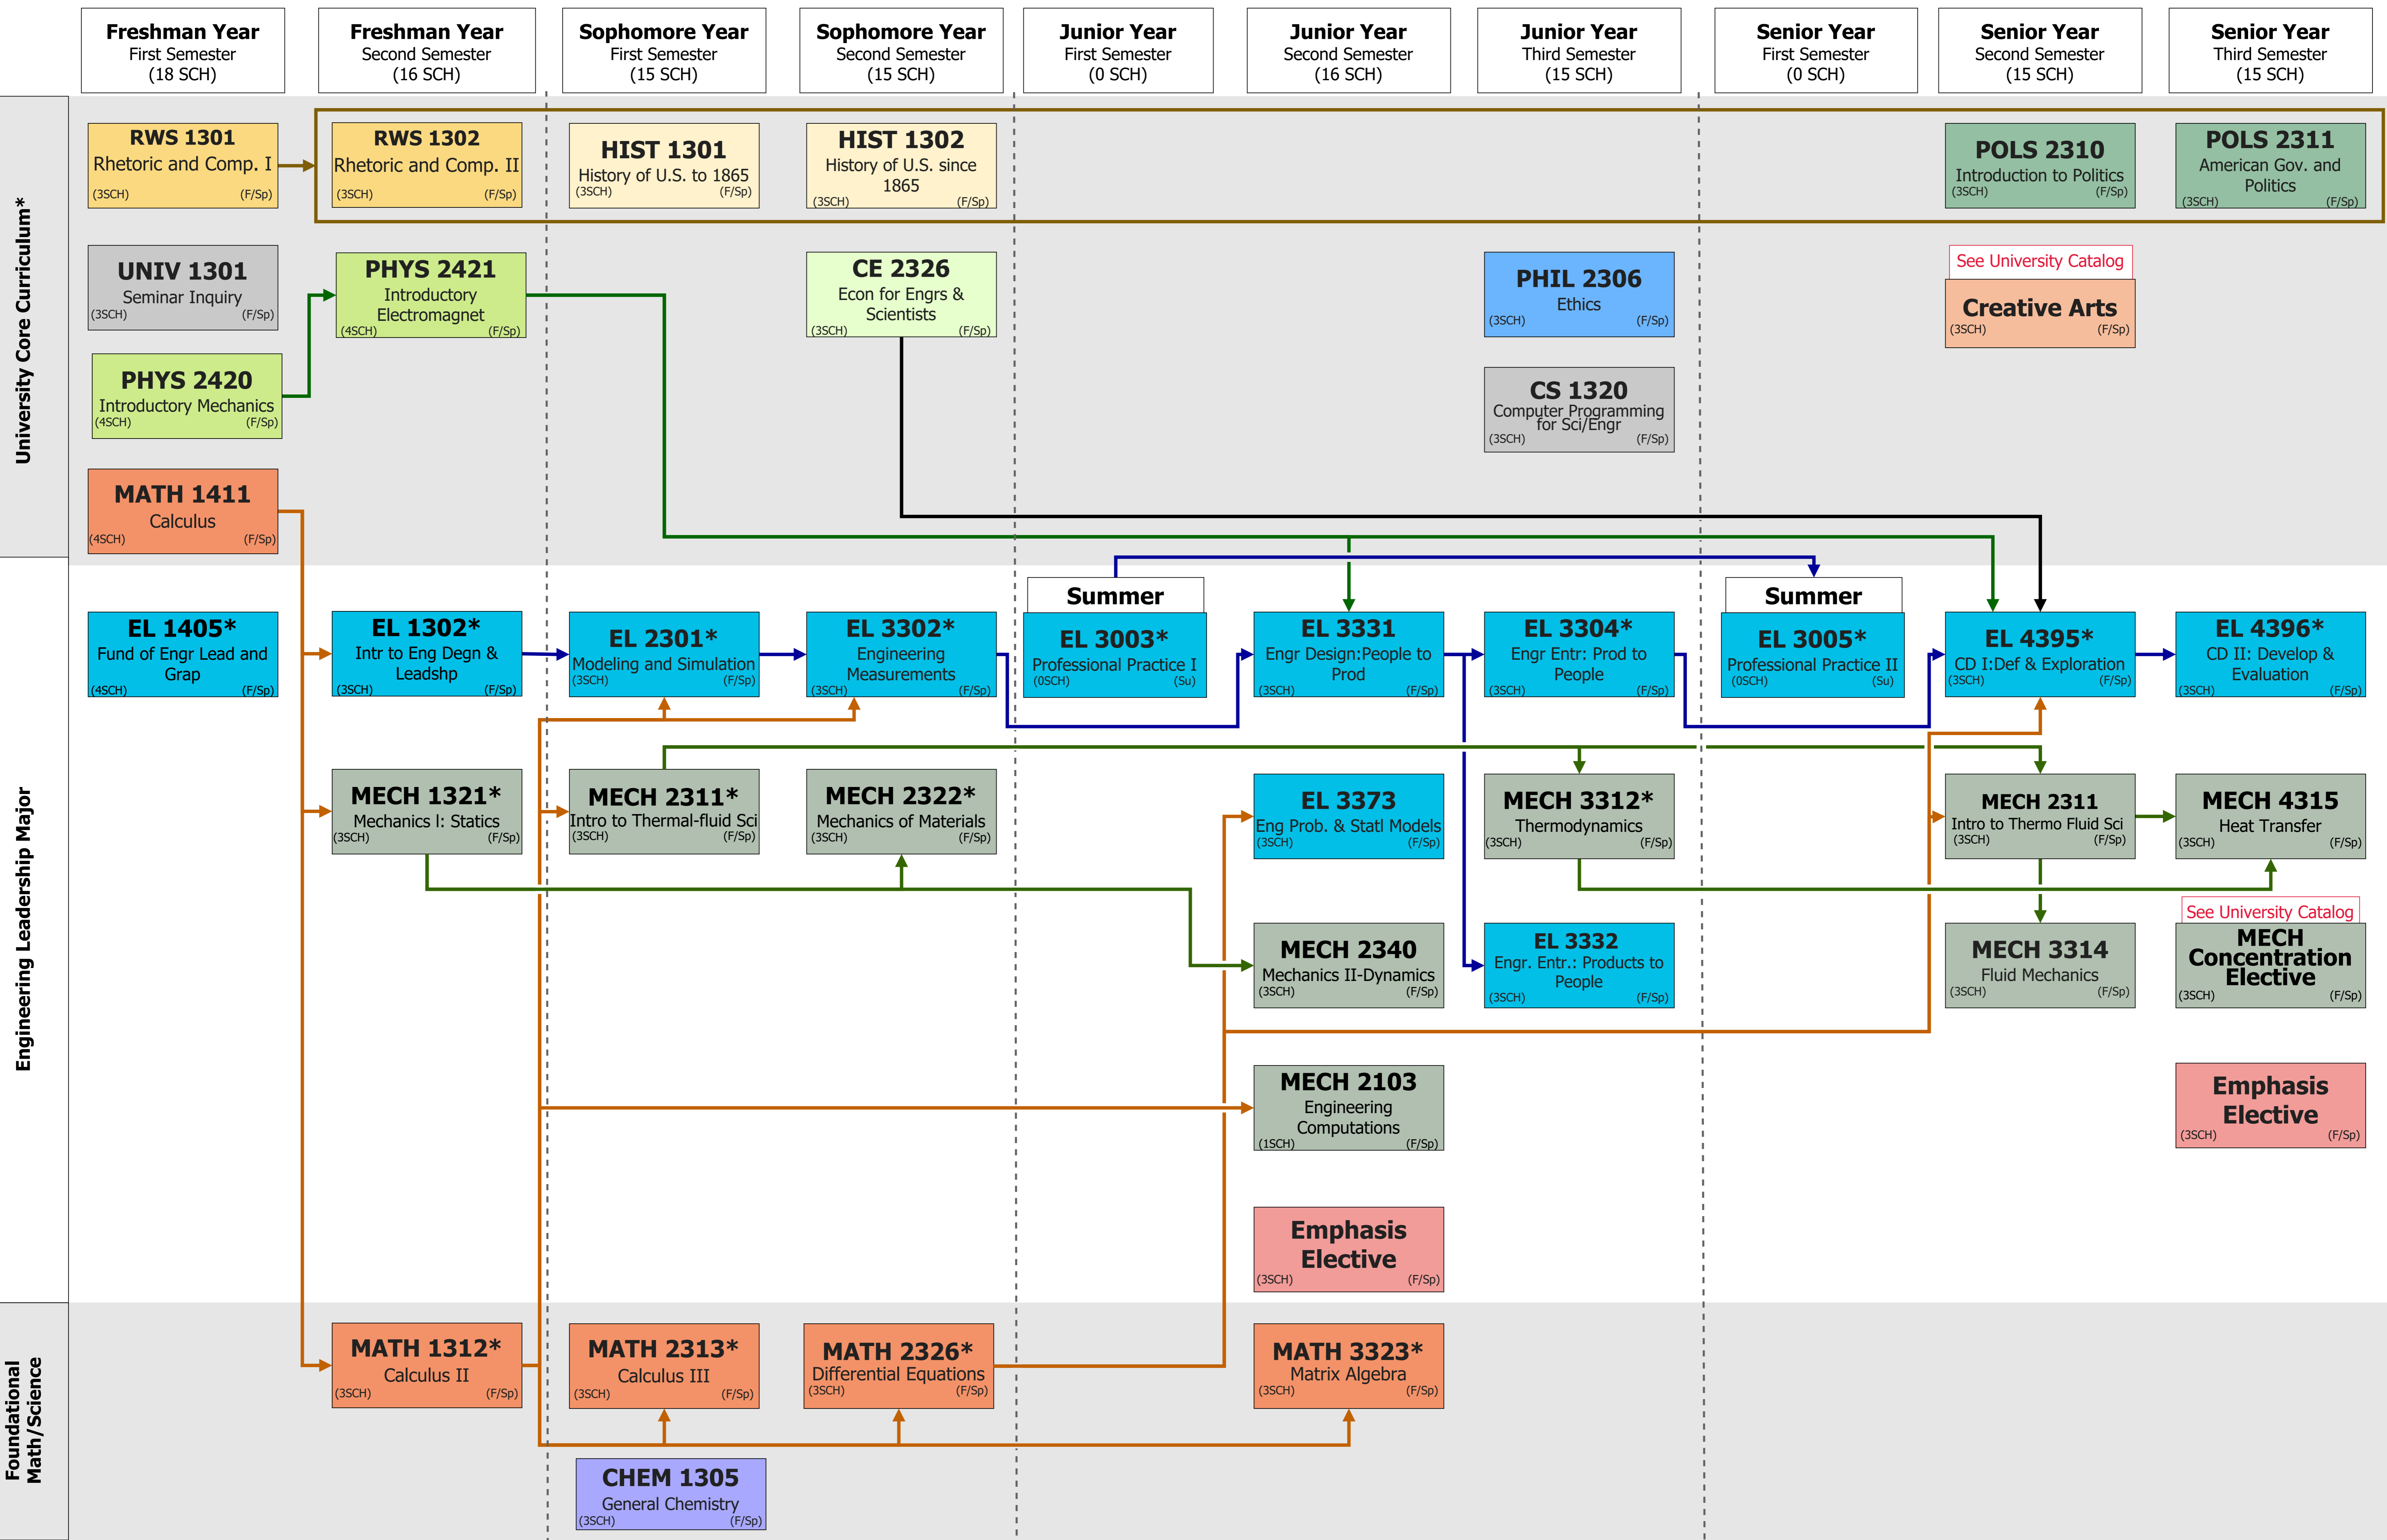 Freshman Year
First Semester
(18 SCH)
Freshman Year
Second Semester
(16 SCH)
Sophomore Year
First Semester
(15 SCH)
Sophomore Year
Second Semester
(15 SCH)
Junior Year
First Semester
(0 SCH)
Junior Year
Second Semester
(16 SCH)
Junior Year
Third Semester
(15 SCH)
Senior Year
First Semester
(0 SCH)
Senior Year
Second Semester
(15 SCH)
Senior Year
Third Semester
(15 SCH)
University Core Curriculum*
RWS 1301
Rhetoric and Comp. I
(3SCH) (F/Sp)
RWS 1302
Rhetoric and Comp. II
(3SCH) (F/Sp)
HIST 1301
History of U.S. to 1865
(3SCH) (F/Sp)
HIST 1302
History of U.S. since
1865
(3SCH) (F/Sp)
POLS 2310
Introduction to Politics
(3SCH) (F/Sp)
POLS 2311
American Gov. and
Politics
(3SCH) (F/Sp)
UNIV 1301
Seminar Inquiry
(3SCH) (F/Sp)
PHYS 2421
Introductory
Electromagnet
(4SCH) (F/Sp)
CE 2326
Econ for Engrs &
Scientists
(3SCH) (F/Sp)
PHIL 2306
Ethics
(3SCH) (F/Sp)
See University Catalog
Creative Arts
(3SCH) (F/Sp)
PHYS 2420
Introductory Mechanics
(4SCH) (F/Sp)
CS 1320
Computer Programming
for Sci/Engr
(3SCH) (F/Sp)
MATH 1411
Calculus
(4SCH) (F/Sp)
Engineering Leadership Major
EL 1405*
Fund of Engr Lead and
Grap
(4SCH) (F/Sp)
EL 1302*
Intr to Eng Degn &
Leadshp
(3SCH) (F/Sp)
EL 2301*
Modeling and Simulation
(3SCH) (F/Sp)
EL 3302*
Engineering
Measurements
(3SCH) (F/Sp)
Summer
EL 3003*
Professional Practice I
(0SCH) (Su)
EL 3331
Engr Design:People to
Prod
(3SCH) (F/Sp)
EL 3304*
Engr Entr: Prod to
People
(3SCH) (F/Sp)
Summer
EL 3005*
Professional Practice II
(0SCH) (Su)
EL 4395*
CD I:Def & Exploration
(3SCH) (F/Sp)
EL 4396*
CD II: Develop &
Evaluation
(3SCH) (F/Sp)
MECH 1321*
Mechanics I: Statics
(3SCH) (F/Sp)
MECH 2311*
Intro to Thermal-fluid Sci
(3SCH) (F/Sp)
MECH 2322*
Mechanics of Materials
(3SCH) (F/Sp)
EL 3373
Eng Prob. & Statl Models
(3SCH) (F/Sp)
MECH 3312*
Thermodynamics
(3SCH) (F/Sp)
MECH 2311
Intro to Thermo Fluid Sci
(3SCH) (F/Sp)
MECH 4315
Heat Transfer
(3SCH) (F/Sp)
MECH 2340
Mechanics II-Dynamics
(3SCH) (F/Sp)
EL 3332
Engr. Entr.: Products to
People
(3SCH) (F/Sp)
MECH 3314
Fluid Mechanics
(3SCH) (F/Sp)
See University Catalog
MECH
Concentration
Elective
(3SCH) (F/Sp)
MECH 2103
Engineering
Computations
(1SCH) (F/Sp)
Emphasis
Elective
(3SCH) (F/Sp)
Emphasis
Elective
(3SCH) (F/Sp)
Foundational
Math/Science
MATH 1312*
Calculus II
(3SCH) (F/Sp)
MATH 2313*
Calculus III
(3SCH) (F/Sp)
MATH 2326*
Differential Equations
(3SCH) (F/Sp)
MATH 3323*
Matrix Algebra
(3SCH) (F/Sp)
CHEM 1305
General Chemistry
(3SCH) (F/Sp)